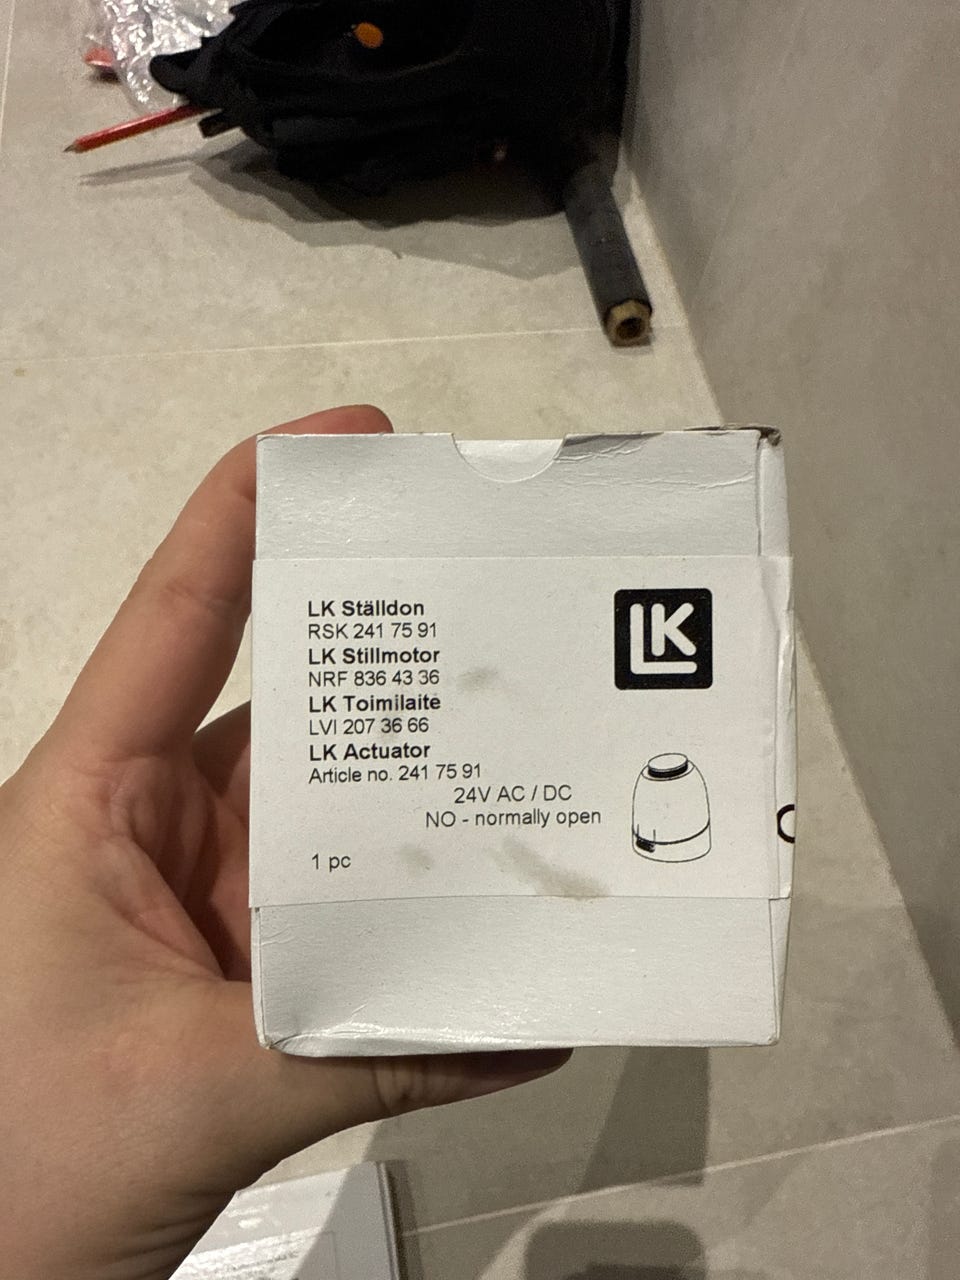 LK Ställdon
RSK 241 75 91
LK Stillmotor
NRF 836 43 36
LK Toimilaite
LVI 207 36 66
LK Actuator
Article no. 241 75 91
24V AC / DC
NO - normally open
1 pc
LK